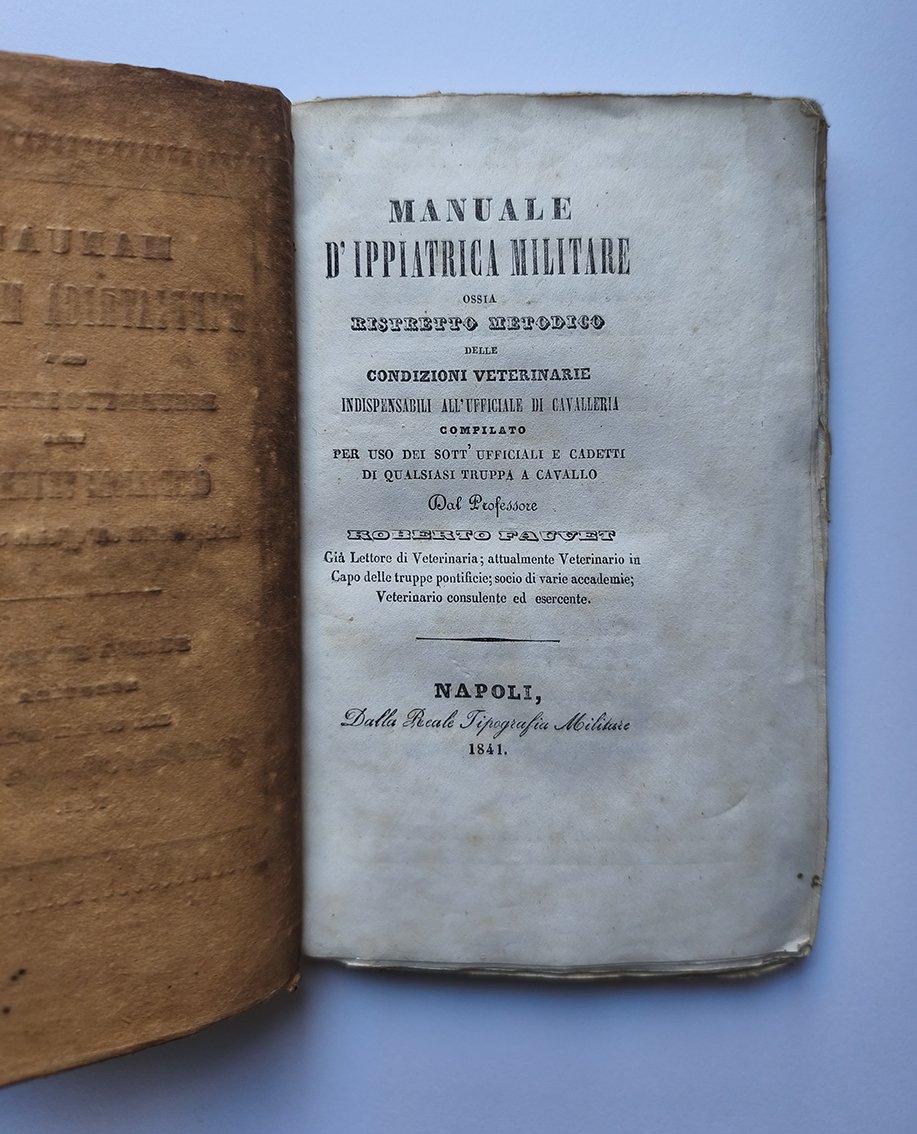 MANUALE
D'IPPIATRICA MILITARE
OSSIA
RISTRETTO METODICO
DELLE
CONDIZIONI VETERINARIE
INDISPENSABILI ALL'UFFICIALE DI CAVALLERIA
COMPILATO
PER USO DEI SOTT' UFFICIALI E CADETTI
DI QUALSIASI TRUPPA A CAVALLO
Dal Professore
ROBERTO FAUVET
Già Lettore di Veterinaria; attualmente Veterinario in
Capo delle truppe pontificie; socio di varie accademie;
Veterinario consulente ed esercente.
NAPOLI,
Dalla Reale Tipografia Militare
1841.